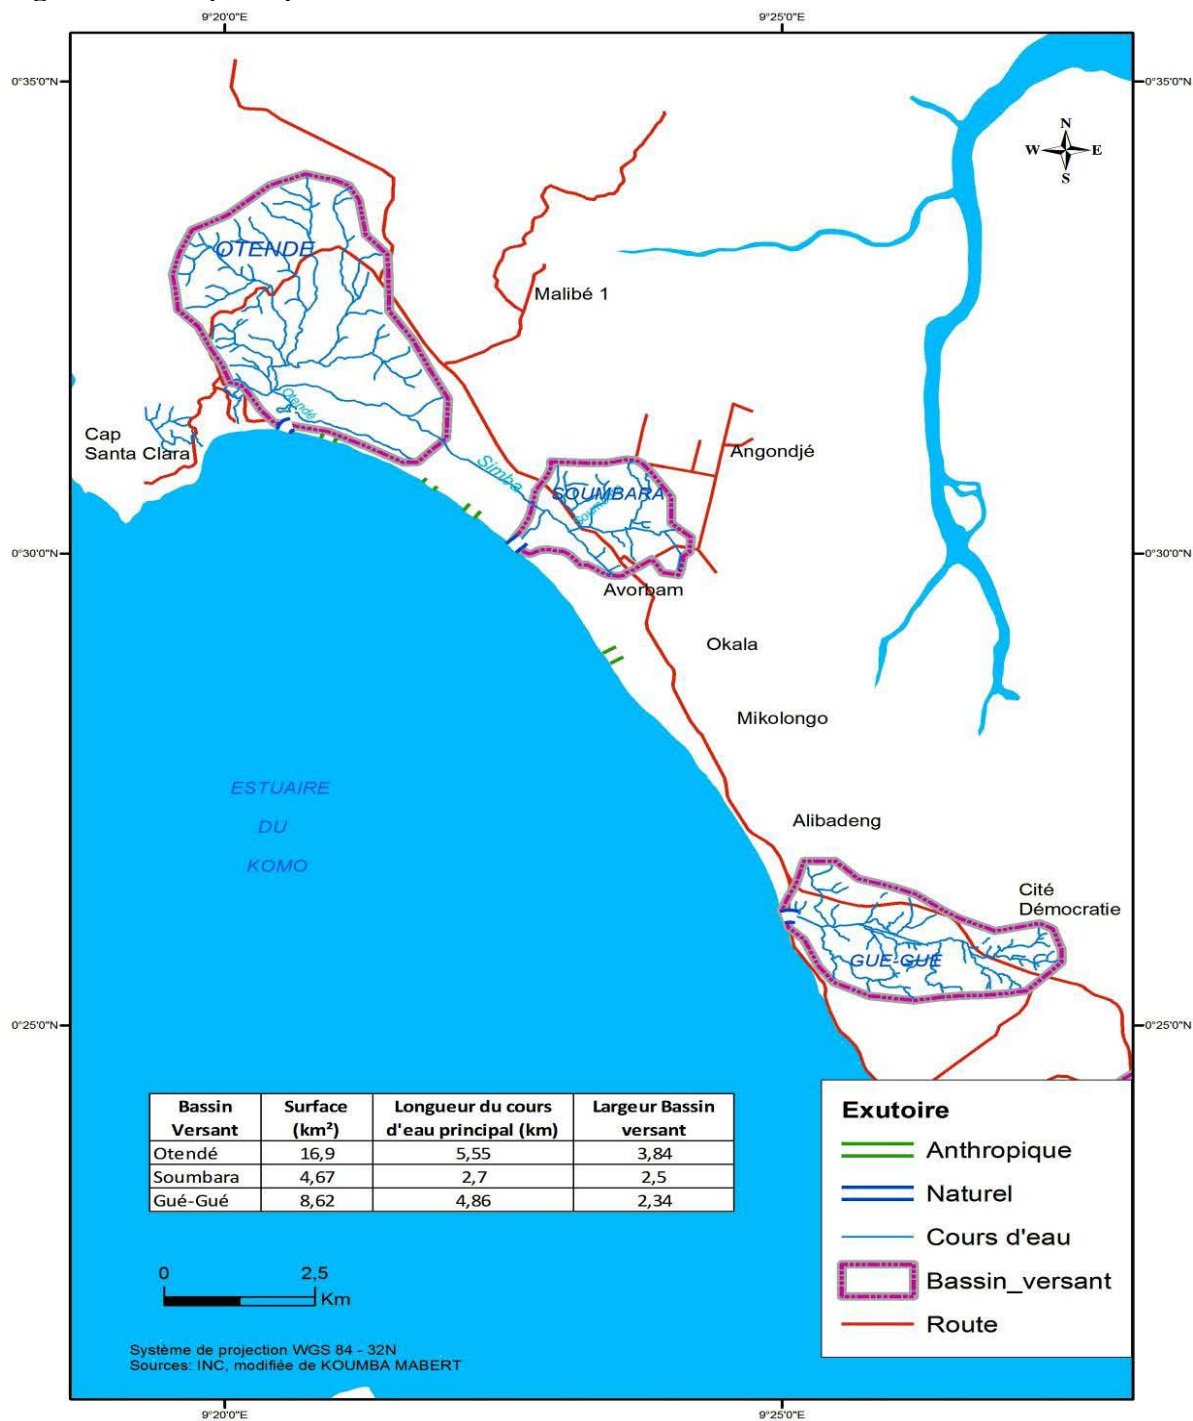 9°20'0"E
9°25'0"E
0°35'0"N
0°35'0"N
N
W
E
S
OTENDE
Malibé 1
Otendé
Cap
Santa Clara
Simba
Angondjé
SOUMBARA
0°30'0"N
0°30'0"N
Avorbam
Okala
Mikolongo
ESTUAIRE
DU
KOMO
Alibadeng
Cité
Démocratie
GUE-GUÉ
0°25'0"N
0°25'0"N
Bassin Versant
Surface (km²)
Longueur du cours d'eau principal (km)
Largeur Bassin versant
Otendé 16,9 5,55 3,84
Soumbara 4,67 2,7 2,5
Gué-Gué 8,62 4,86 2,34
Exutoire
Anthropique
Naturel
Cours d'eau
Bassin_versant
Route
0 2,5
Km
Système de projection WGS 84 - 32N
Sources: INC, modifiée de KOUMBA MABERT
9°20'0"E
9°25'0"E